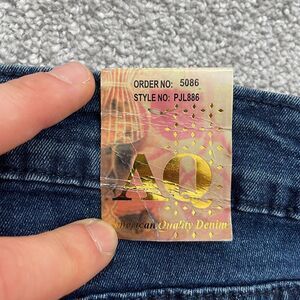 ORDER NO: 5086
STYLE NO: PJL886
AQ
American Quality Denim